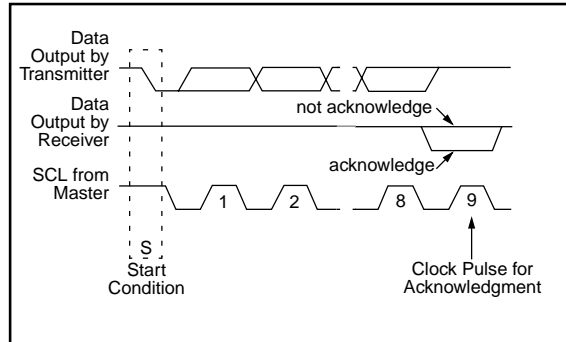 Data
Output by
Transmitter
Data
Output by
Receiver
not acknowledge
acknowledge
SCL from
Master
1
2
8
9
S
Start
Condition
Clock Pulse for
Acknowledgment